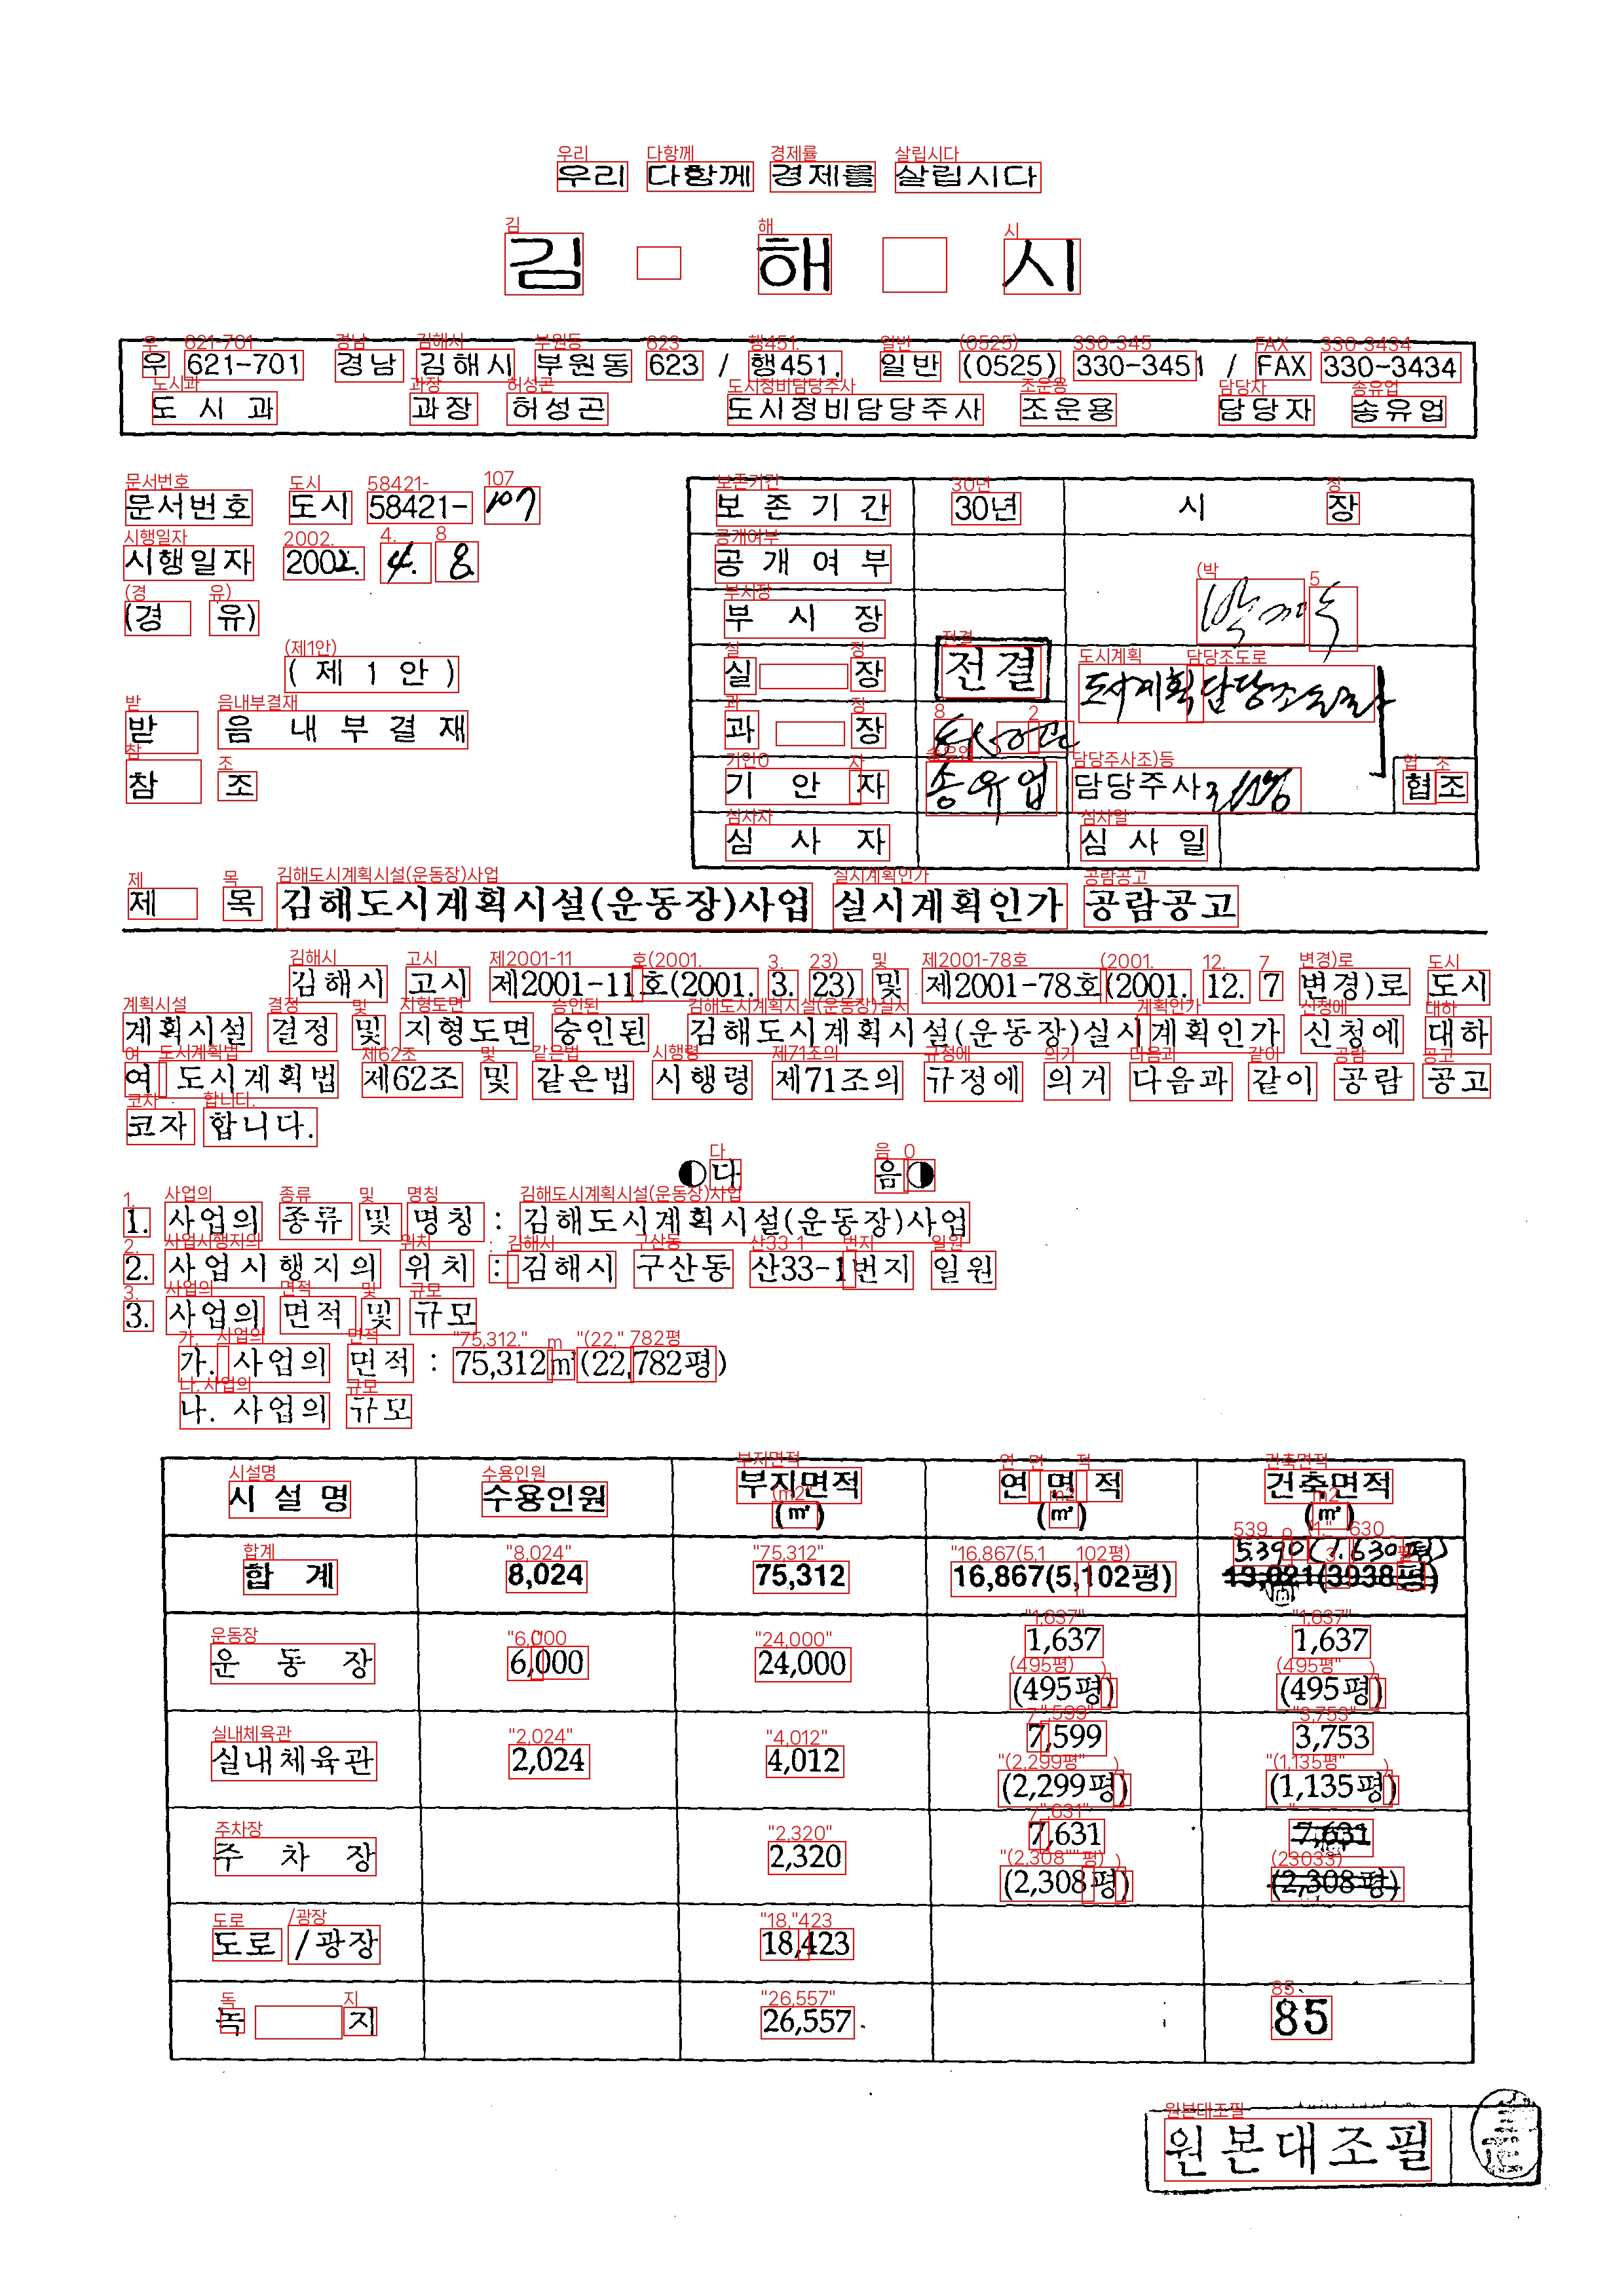 우리 다함께 경제를 살립시다
김 해 시
우 621-701 경남 김해시 부원동 623 / 행451. 일반 (0525) 330-3451 / FAX 330-3434
도 시 과 과장 허성곤 도시정비담당주사 조운용 담당자 송유업
문서번호 도시 58421-107
시행일자 2002. 4. 8
(경 유)
(제1안)
받 음 내부결재
참 조
보존기간 30년 시 장
공개여부
부 시 장
실 장 전결 도시계획담당
과 장
기 안 자 송유업 담당주사 협조
심 사 자 심사일
제 목 김해도시계획시설(운동장)사업 실시계획인가 공람공고
김해시 고시 제2001-11호(2001. 3. 23) 및 제2001-78호(2001. 12. 7 변경)로 도시
계획시설 결정 및 지형도면 승인된 김해도시계획시설(운동장)실시계획인가 신청에 대하
여 도시계획법 제62조 및 같은법 시행령 제71조의 규정에 의거 다음과 같이 공람 공고
코자 합니다.
◐다 음◑
1. 사업의 종류 및 명칭 : 김해도시계획시설(운동장)사업
2. 사업시행지의 위치 : 김해시 구산동 산33-1번지 일원
3. 사업의 면적 및 규모
가. 사업의 면적 : 75,312㎡(22,782평)
나. 사업의 규모
시 설 명 수용인원 부지면적(㎡) 연 면 적(㎡) 건축면적(㎡)
5,390(1,630평)
합 계 8,024 75,312 16,867(5,102평) 13,021(3938평)
운 동 장 6,000 24,000 1,637 (495평) 1,637 (495평)
실내체육관 2,024 4,012 7,599 (2,299평) 3,753 (1,135평)
주 차 장 2,320 7,631 (2,308평) 7,631 (2,308평)
도로/광장 18,423
녹 지 26,557 85
원본대조필